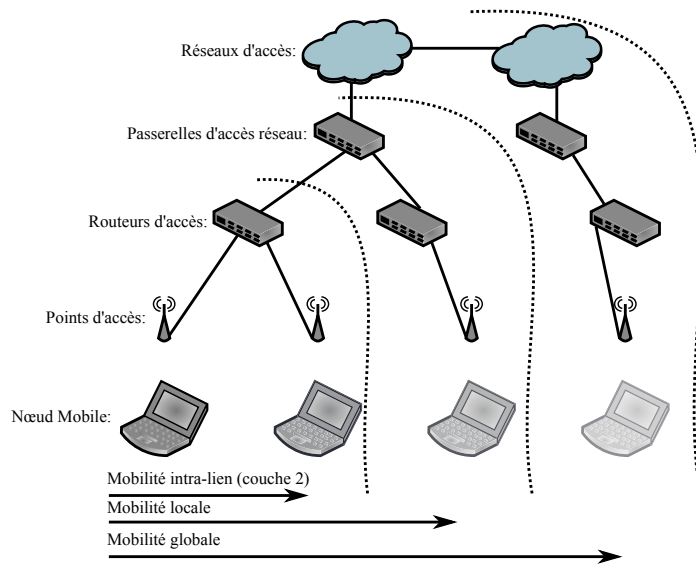 Réseaux d'accès:
Passerelles d'accès réseau:
Routeurs d'accès:
Points d'accès:
Nœud Mobile:
Mobilité intra-lien (couche 2)
Mobilité locale
Mobilité globale